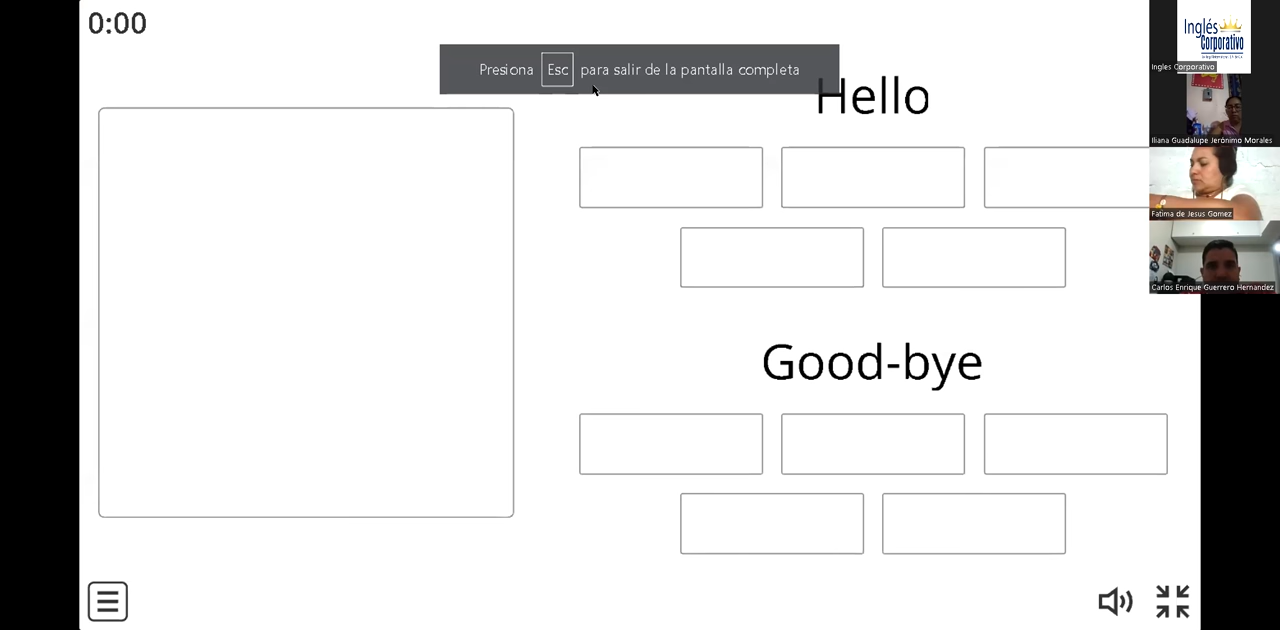 0:00
Presiona Esc para salir de la pantalla completa
Hello
Good-bye
Inglés
Corporativo
Ingles Corporativo
Iliana Guadalupe Jerónimo Morales
Fatima de Jesus Gomez
Carlos Enrique Guerrero Hernandez